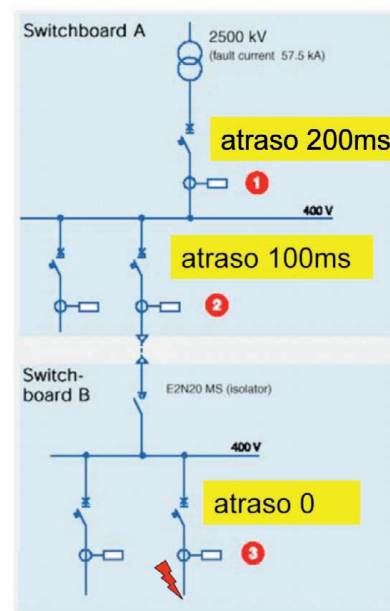 Switchboard A
2500 kV
(fault current 57.5 kA)
atraso 200ms
1
400 V
atraso 100ms
2
Switch-
board B
E2N20 MS (isolator)
400 V
atraso 0
3